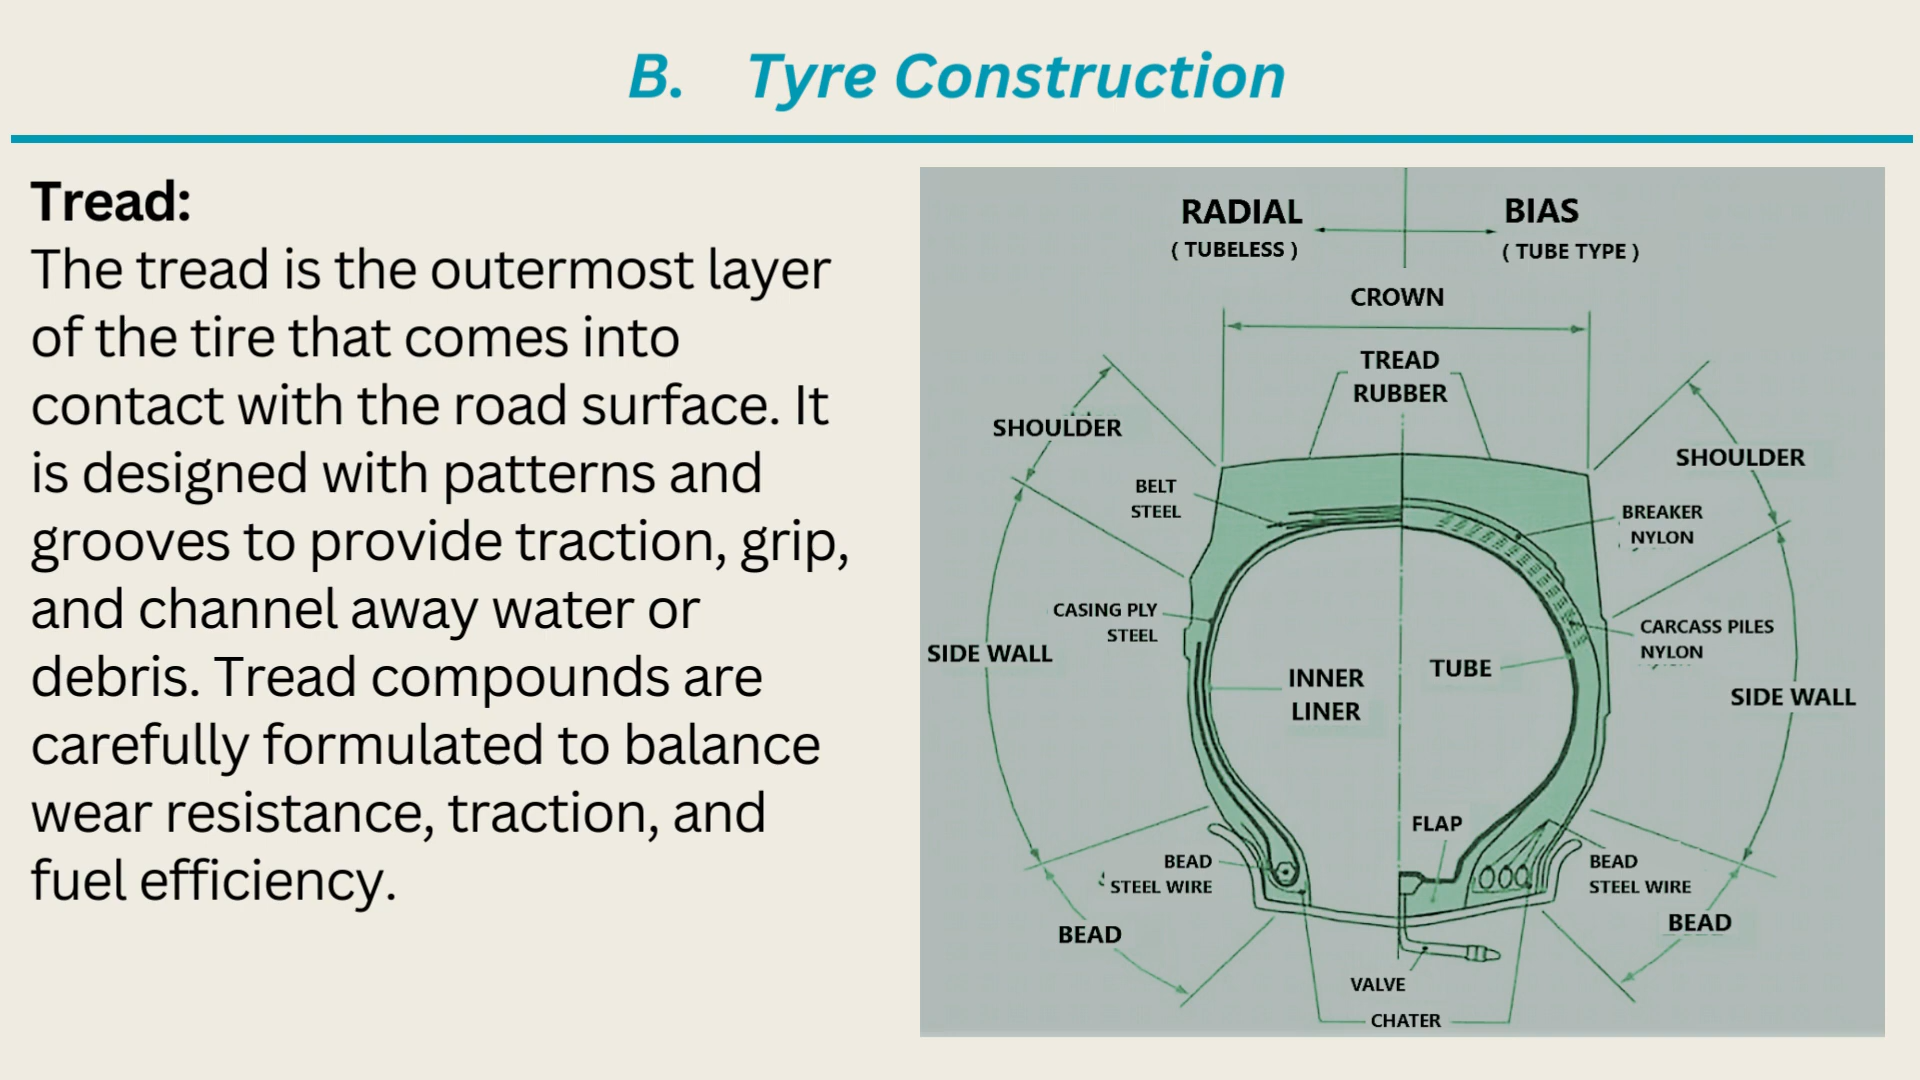 B. Tyre Construction
Tread:
The tread is the outermost layer
of the tire that comes into
contact with the road surface. It
is designed with patterns and
grooves to provide traction, grip,
and channel away water or
debris. Tread compounds are
carefully formulated to balance
wear resistance, traction, and
fuel efficiency.
RADIAL
( TUBELESS )
BIAS
( TUBE TYPE )
CROWN
TREAD
RUBBER
SHOULDER
SHOULDER
BELT
STEEL
BREAKER
NYLON
CASING PLY
STEEL
CARCASS PILES
NYLON
SIDE WALL
INNER
LINER
TUBE
SIDE WALL
FLAP
BEAD
STEEL WIRE
BEAD
STEEL WIRE
BEAD
BEAD
VALVE
CHATER